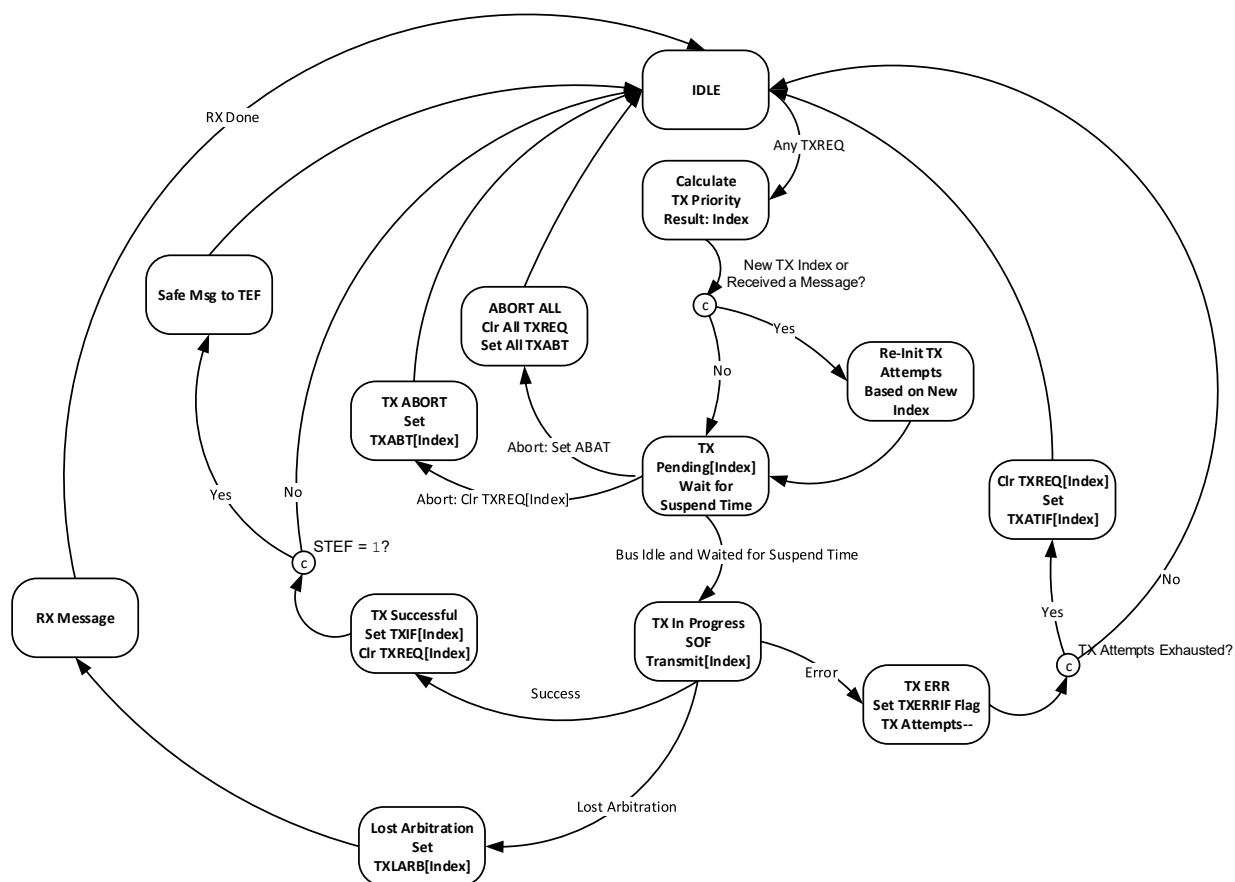 IDLE
RX Done
Any TXREQ
Calculate
TX Priority
Result: Index
New TX Index or
Received a Message?
c
Safe Msg to TEF
ABORT ALL
Clr All TXREQ
Set All TXABT
Yes
Re-Init TX
Attempts
Based on New
Index
No
TX ABORT
Set
TXABT[Index]
Abort: Set ABAT
TX
Pending[Index]
Wait for
Suspend Time
Abort: Clr TXREQ[Index]
Clr TXREQ[Index]
Set
TXATIF[Index]
Yes
No
STEF = 1?
c
Bus Idle and Waited for Suspend Time
No
RX Message
TX Successful
Set TXIF[Index]
Clr TXREQ[Index]
TX In Progress
SOF
Transmit[Index]
Yes
TX Attempts Exhausted?
c
Error
TX ERR
Set TXERRIF Flag
TX Attempts--
Success
Lost Arbitration
Lost Arbitration
Set
TXLARB[Index]